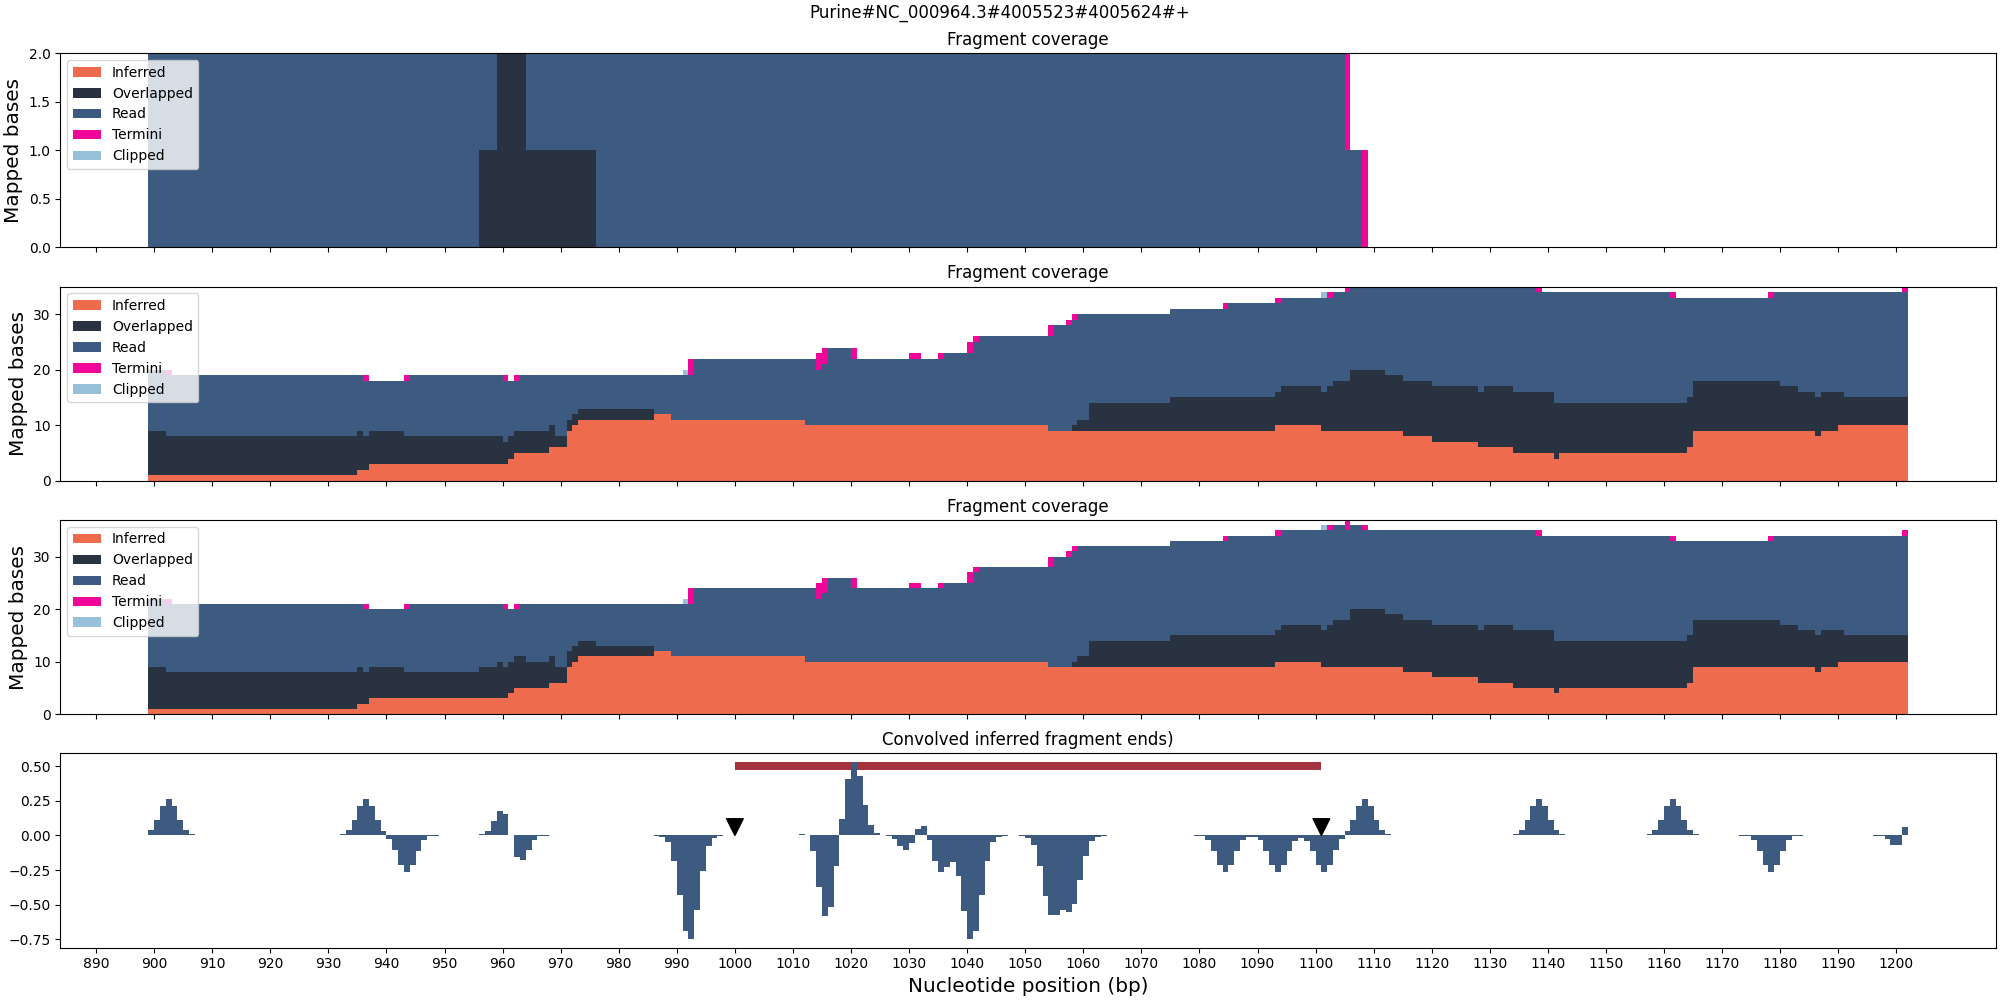 Purine#NC_000964.3#4005523#4005624#+
Fragment coverage
Mapped bases
2.0
1.5
1.0
0.5
0.0
Inferred
Overlapped
Read
Termini
Clipped
Fragment coverage
Mapped bases
30
20
10
0
Inferred
Overlapped
Read
Termini
Clipped
Fragment coverage
Mapped bases
30
20
10
0
Inferred
Overlapped
Read
Termini
Clipped
Convolved inferred fragment ends)
0.50
0.25
0.00
−0.25
−0.50
−0.75
890 900 910 920 930 940 950 960 970 980 990 1000 1010 1020 1030 1040 1050 1060 1070 1080 1090 1100 1110 1120 1130 1140 1150 1160 1170 1180 1190 1200
Nucleotide position (bp)